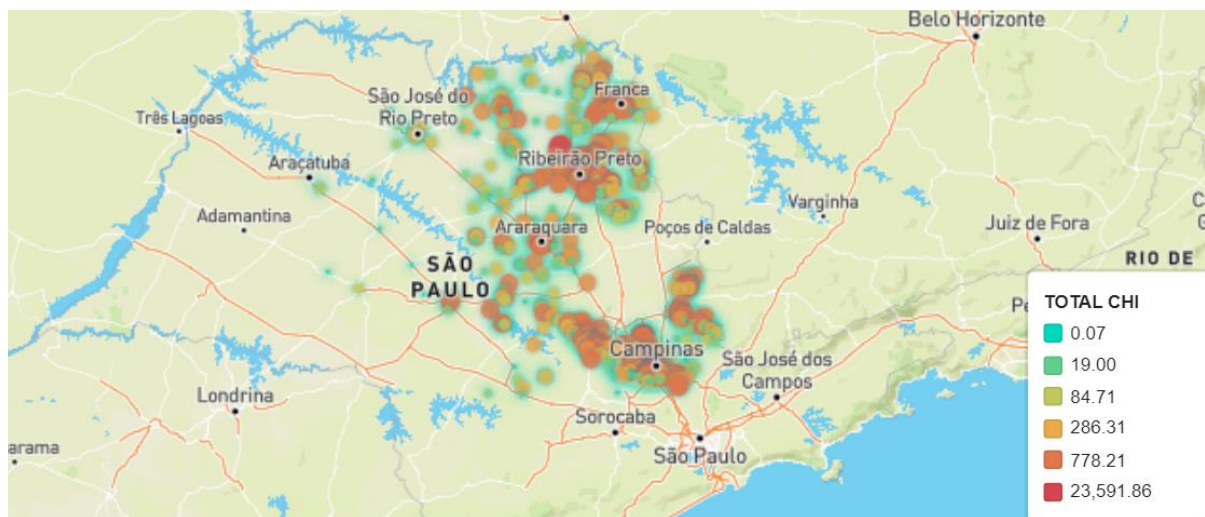 Belo Horizonte
São José do
Rio Preto
Franca
Três Lagoas
Araçatuba
Ribeirão Preto
Adamantina
Varginha
Araraquara
Poços de Caldas
Juiz de Fora
SÃO
PAULO
RIO DE
TOTAL CHI
0.07
19.00
84.71
286.31
778.21
23,591.86
Campinas
São José dos
Campos
Londrina
Sorocaba
arama
São Paulo